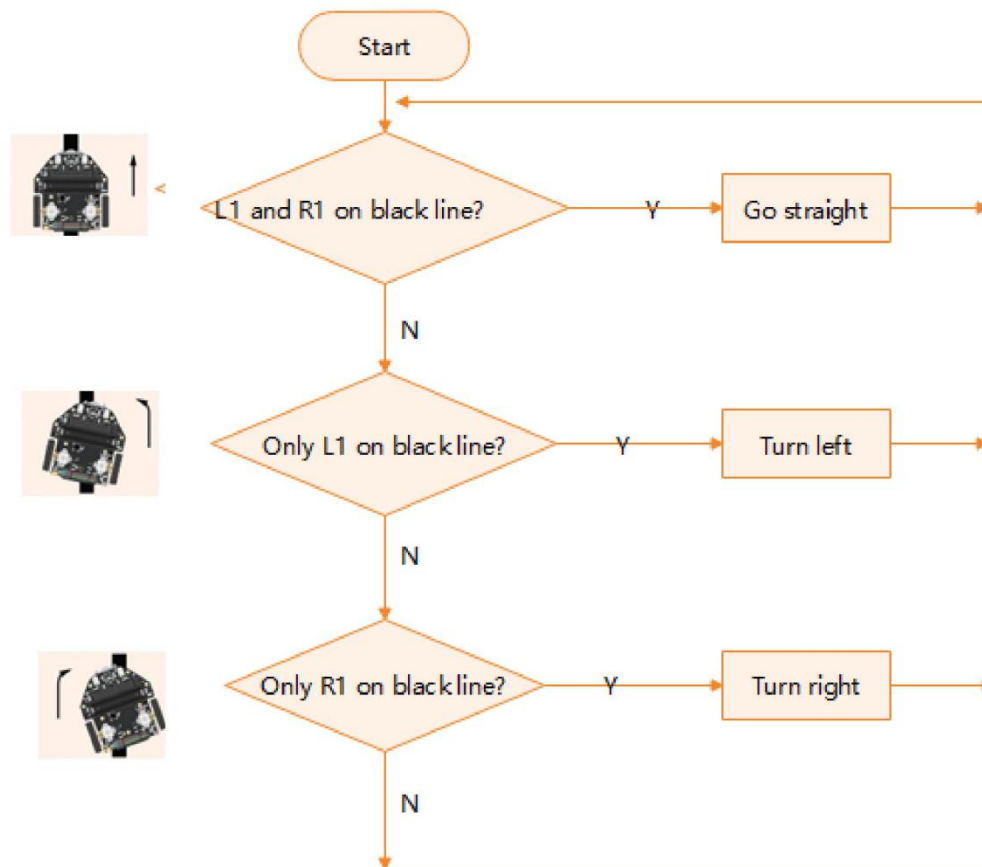 Start
L1 and R1 on black line?
Y
Go straight
N
Only L1 on black line?
Y
Turn left
N
Only R1 on black line?
Y
Turn right
N